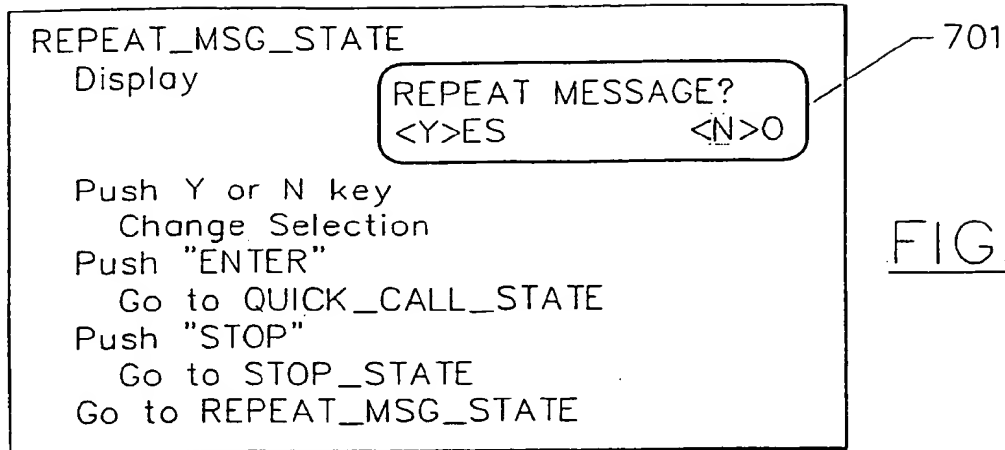 REPEAT_MSG_STATE
Display
REPEAT MESSAGE?
<Y>ES <N>O
Push Y or N key
Change Selection
Push "ENTER"
Go to QUICK_CALL_STATE
Push "STOP"
Go to STOP_STATE
Go to REPEAT_MSG_STATE
701
FIG.